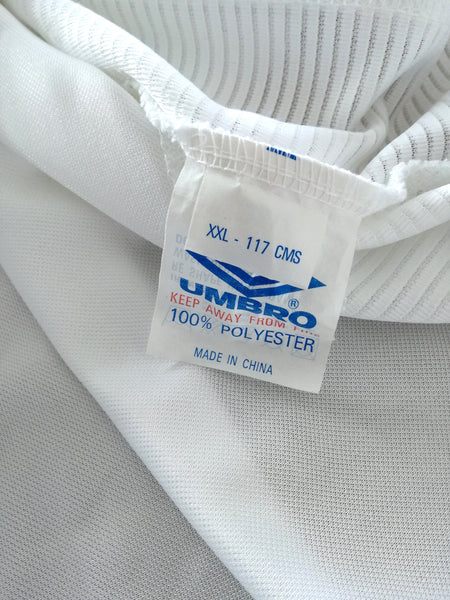 XXL - 117 CMS
UMBRO ®
KEEP AWAY FROM
100% POLYESTER
MADE IN CHINA